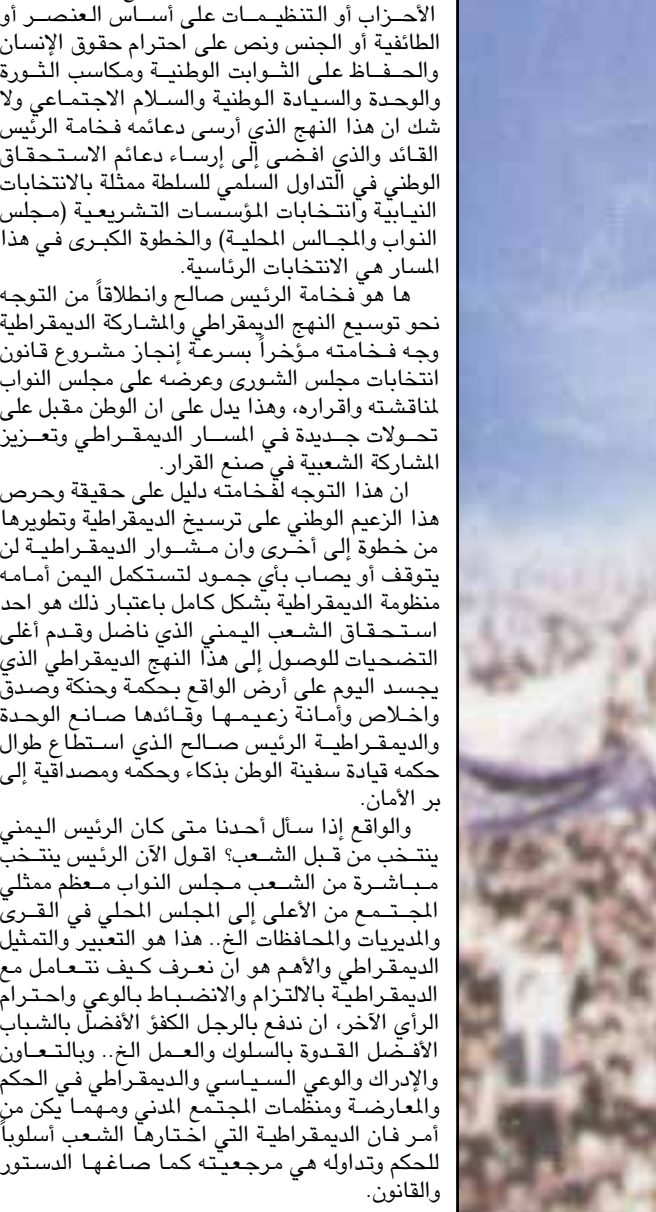 الأحزاب أو التنظيمات على أساس العنصر أو
الطائفية أو الجنس ونص على احترام حقوق الإنسان
والحفاظ على الثوابت الوطنية ومكاسب الثورة
والوحدة والسيادة الوطنية والسلام الاجتماعي ولا
شك ان هذا النهج الذي أرسى دعائمه فخامة الرئيس
القائد والذي افضى إلى إرساء دعائم الاستحقاق
الوطني في التداول السلمي للسلطة ممثلة بالانتخابات
النيابية وانتخابات المؤسسات التشريعية (مجلس
النواب والمجالس المحلية) والخطوة الكبرى في هذا
المسار هي الانتخابات الرئاسية.
ها هو فخامة الرئيس صالح وانطلاقاً من التوجه
نحو توسيع النهج الديمقراطي والمشاركة الديمقراطية
وجه فخامته مؤخراً بسرعة إنجاز مشروع قانون
انتخابات مجلس الشورى وعرضه على مجلس النواب
لمناقشته واقراره، وهذا يدل على ان الوطن مقبل على
تحولات جديدة في المسار الديمقراطي وتعزيز
المشاركة الشعبية في صنع القرار.
ان هذا التوجه لفخامته دليل على حقيقة وحرص
هذا الزعيم الوطني على ترسيخ الديمقراطية وتطويرها
من خطوة إلى أخرى وان مشوار الديمقراطية لن
يتوقف أو يصاب بأي جمود لتستكمل اليمن أمامه
منظومة الديمقراطية بشكل كامل باعتبار ذلك هو احد
استحقاق الشعب اليمني الذي ناضل وقدم أغلى
التضحيات للوصول إلى هذا النهج الديمقراطي الذي
يجسد اليوم على أرض الواقع بحكمة وحنكة وصدق
واخلاص وأمانة زعيمها وقائدها صانع الوحدة
والديمقراطية الرئيس صالح الذي استطاع طوال
حكمه قيادة سفينة الوطن بذكاء وحكمه ومصداقية إلى
بر الأمان.
والواقع إذا سأل أحدنا متى كان الرئيس اليمني
ينتخب من قبل الشعب؟ اقول الآن الرئيس ينتخب
مباشرة من الشعب مجلس النواب معظم ممثلي
المجتمع من الأعلى إلى المجلس المحلي في القرى
والمديريات والمحافظات الخ.. هذا هو التعبير والتمثيل
الديمقراطي والأهم هو ان نعرف كيف نتعامل مع
الديمقراطية بالالتزام والانضباط بالوعي واحترام
الرأي الآخر، ان ندفع بالرجل الكفؤ الأفضل بالشباب
الأفضل القدوة بالسلوك والعمل الخ.. وبالتعاون
والإدراك والوعي السياسي والديمقراطي في الحكم
والمعارضة ومنظمات المجتمع المدني ومهما يكن من
أمر فان الديمقراطية التي اختارها الشعب أسلوباً
للحكم وتداوله هي مرجعيته كما صاغها الدستور
والقانون.